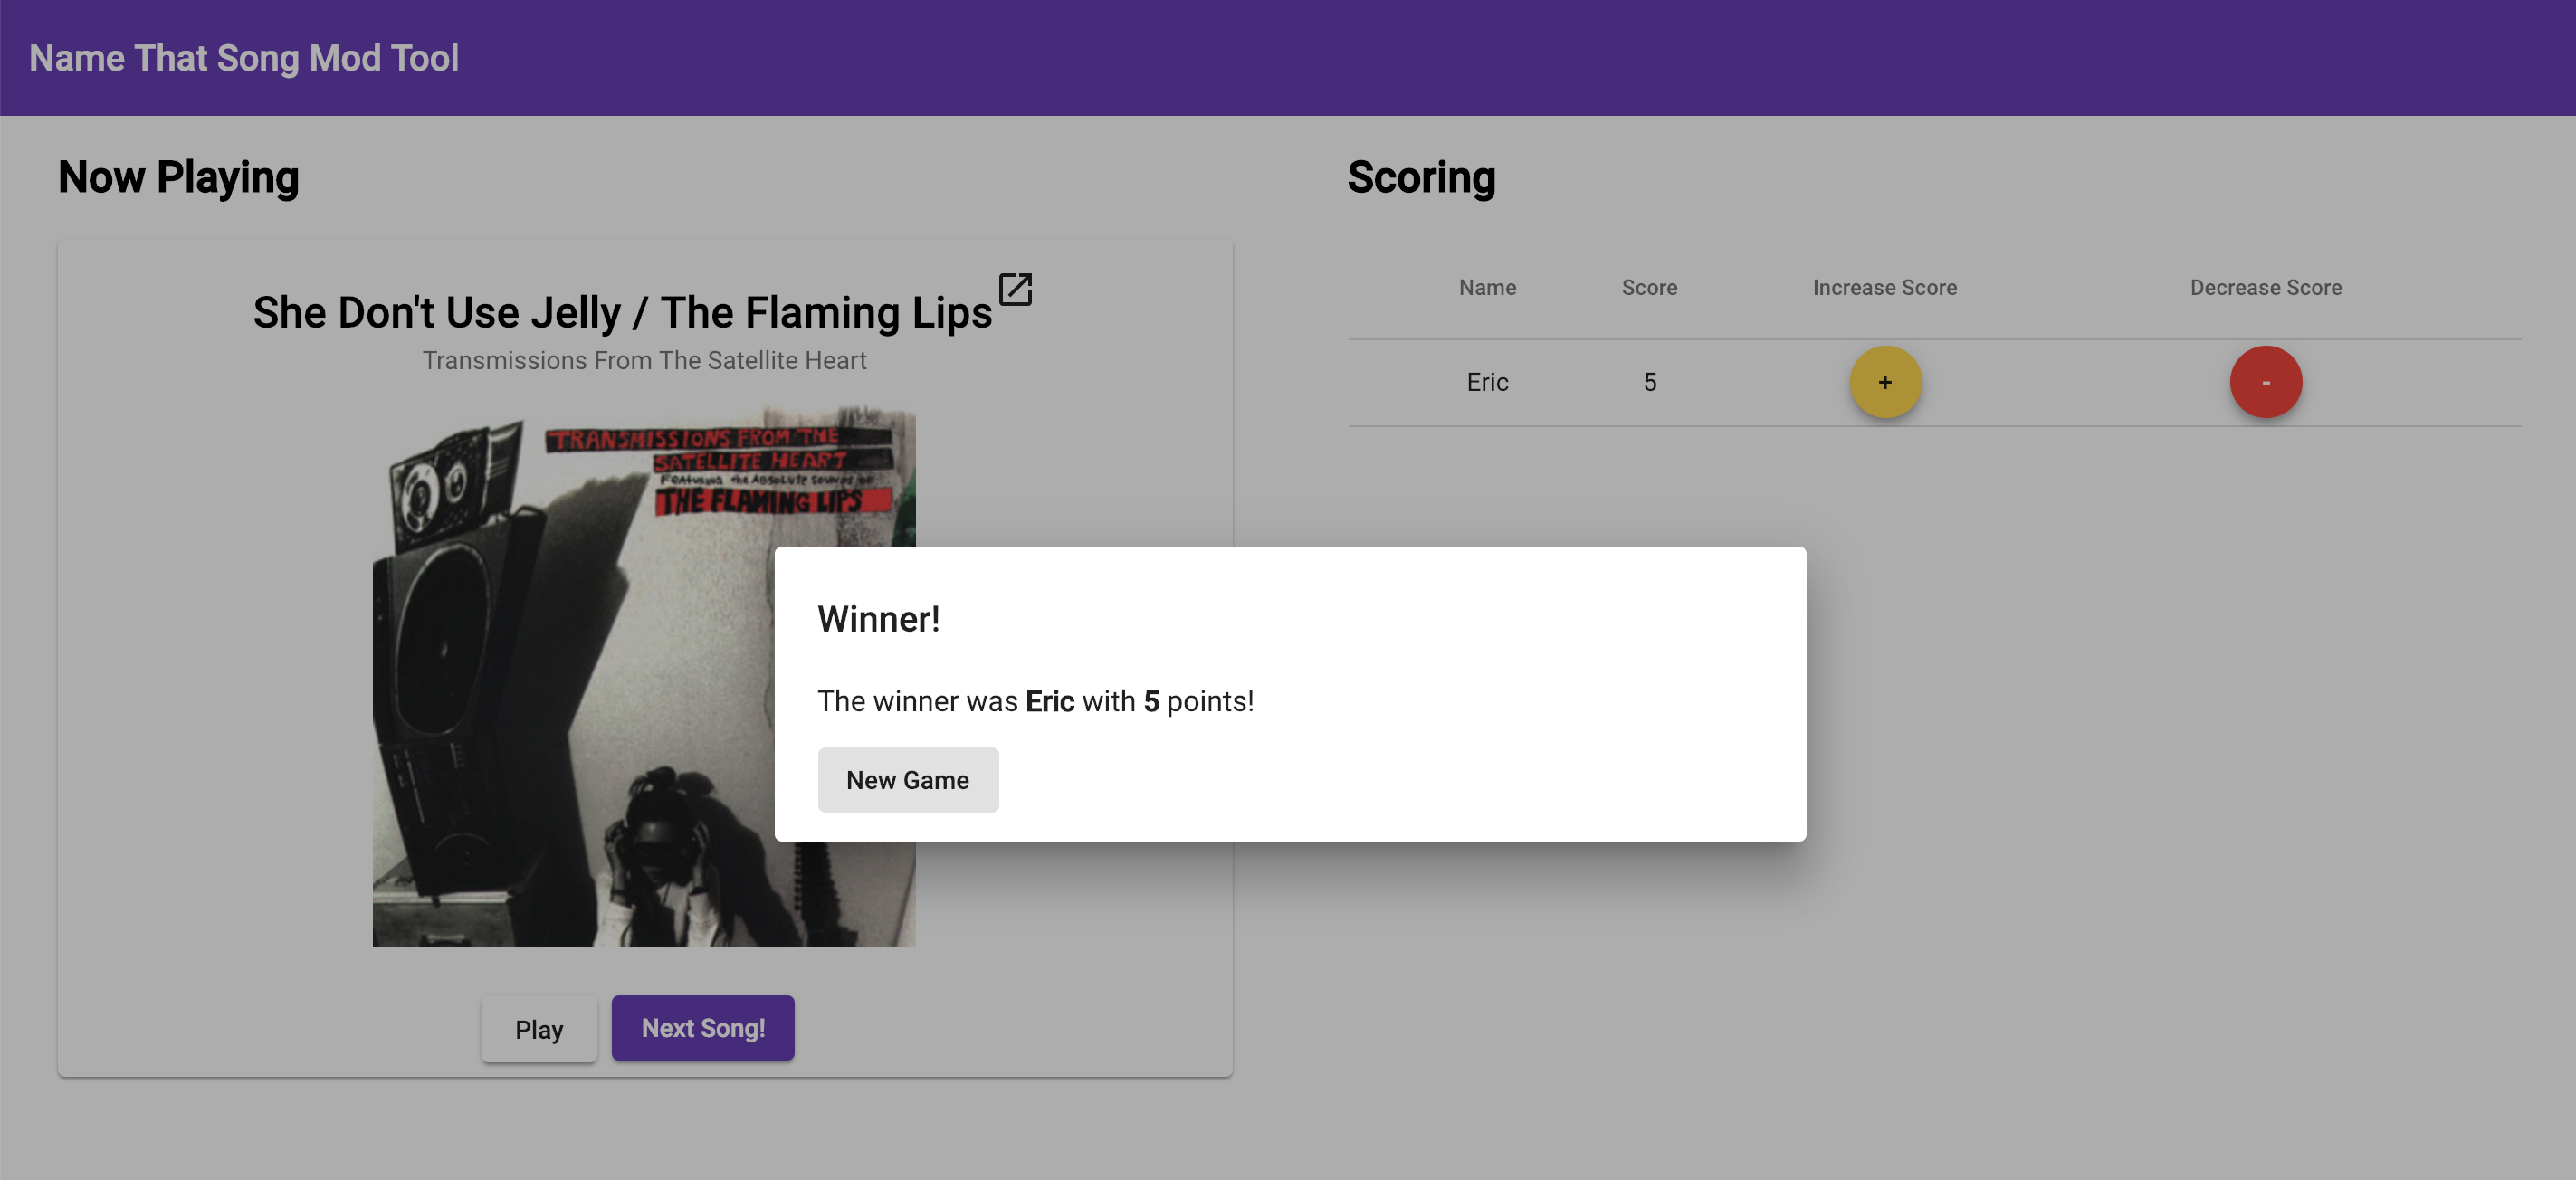 Name That Song Mod Tool
Now Playing
She Don't Use Jelly / The Flaming Lips
Transmissions From The Satellite Heart
TRANSMISSIONS FROM THE
SATELLITE HEART
FEATURING THE ABSOLUTE SOUNDS OF
THE FLAMING LIPS
Play
Next Song!
Scoring
Name Score Increase Score Decrease Score
Eric 5 + -
Winner!
The winner was Eric with 5 points!
New Game